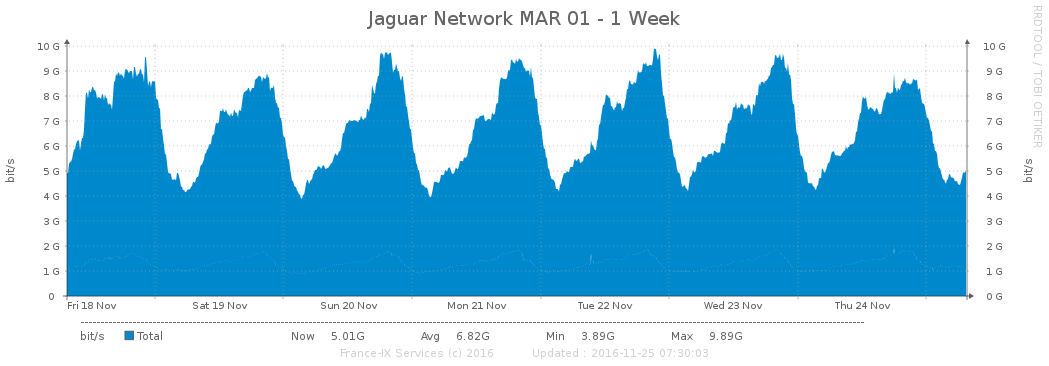 Jaguar Network MAR 01 - 1 Week
RRDTOOL / TOBI OETIKER
bit/s
10 G
9 G
8 G
7 G
6 G
5 G
4 G
3 G
2 G
1 G
0
10 G
9 G
8 G
7 G
6 G
5 G
4 G
3 G
2 G
1 G
0 G
bit/s
Fri 18 Nov Sat 19 Nov Sun 20 Nov Mon 21 Nov Tue 22 Nov Wed 23 Nov Thu 24 Nov
bit/s Total Now 5.01G Avg 6.82G Min 3.89G Max 9.89G
France-IX Services (c) 2016 Updated : 2016-11-25 07:30:03